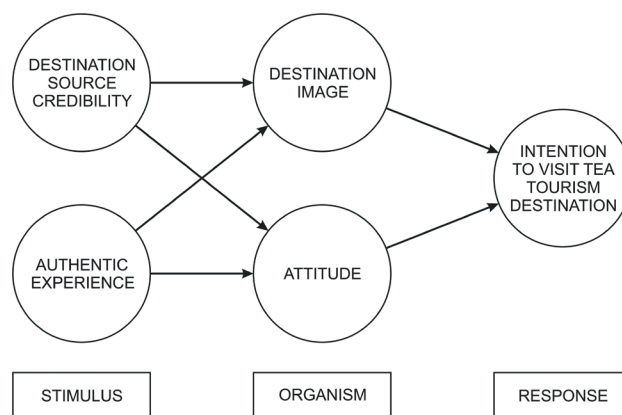 DESTINATION
SOURCE
CREDIBILITY
DESTINATION
IMAGE
INTENTION
TO VISIT TEA
TOURISM
DESTINATION
AUTHENTIC
EXPERIENCE
ATTITUDE
STIMULUS
ORGANISM
RESPONSE